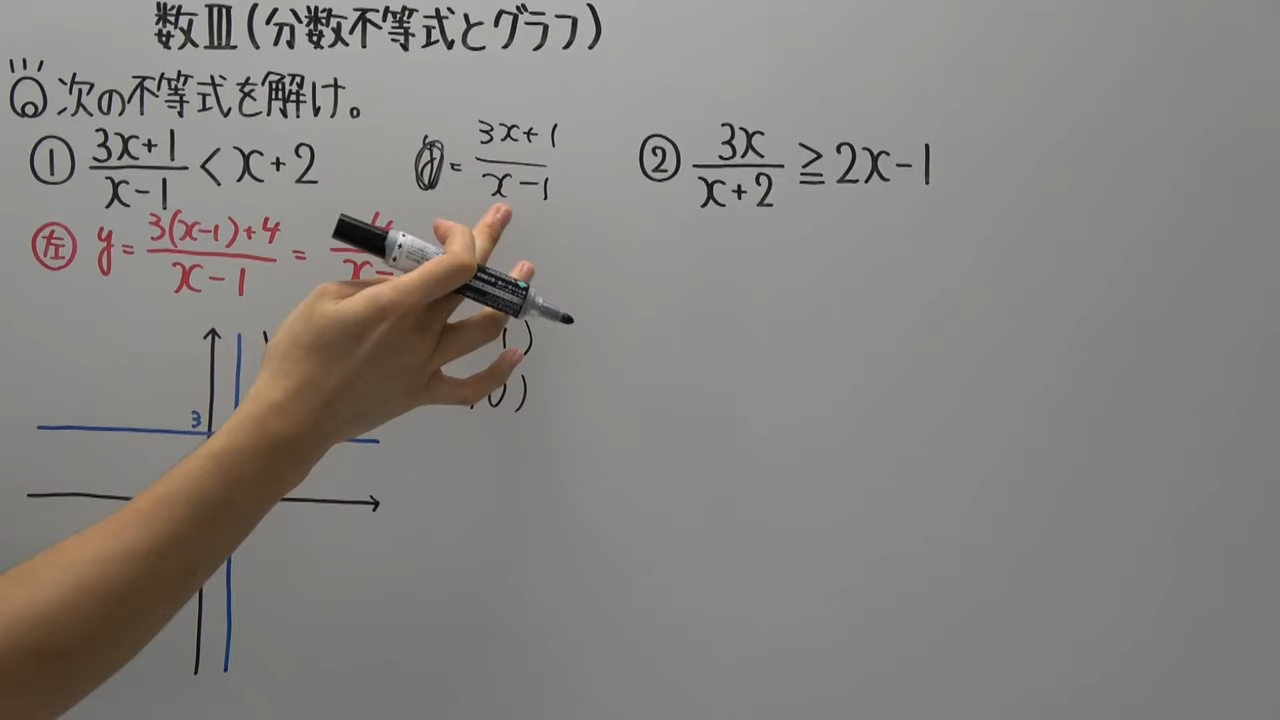 数Ⅲ(分数不等式とグラフ)
Q 次の不等式を解け。
① (3x+1)/(x-1) < x+2
= (3x+1)/(x-1)
② 3x/(x+2) ≧ 2x-1
左 y = (3(x-1)+4)/(x-1) =
3